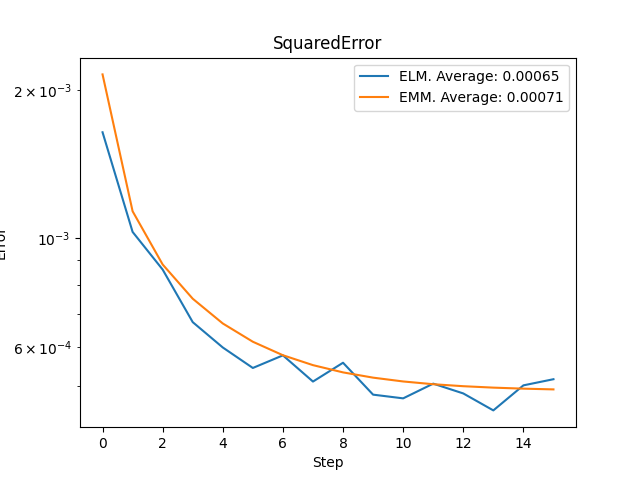 SquaredError
ELM. Average: 0.00065
EMM. Average: 0.00071
2 × 10⁻³
10⁻³
6 × 10⁻⁴
Error
0 2 4 6 8 10 12 14
Step